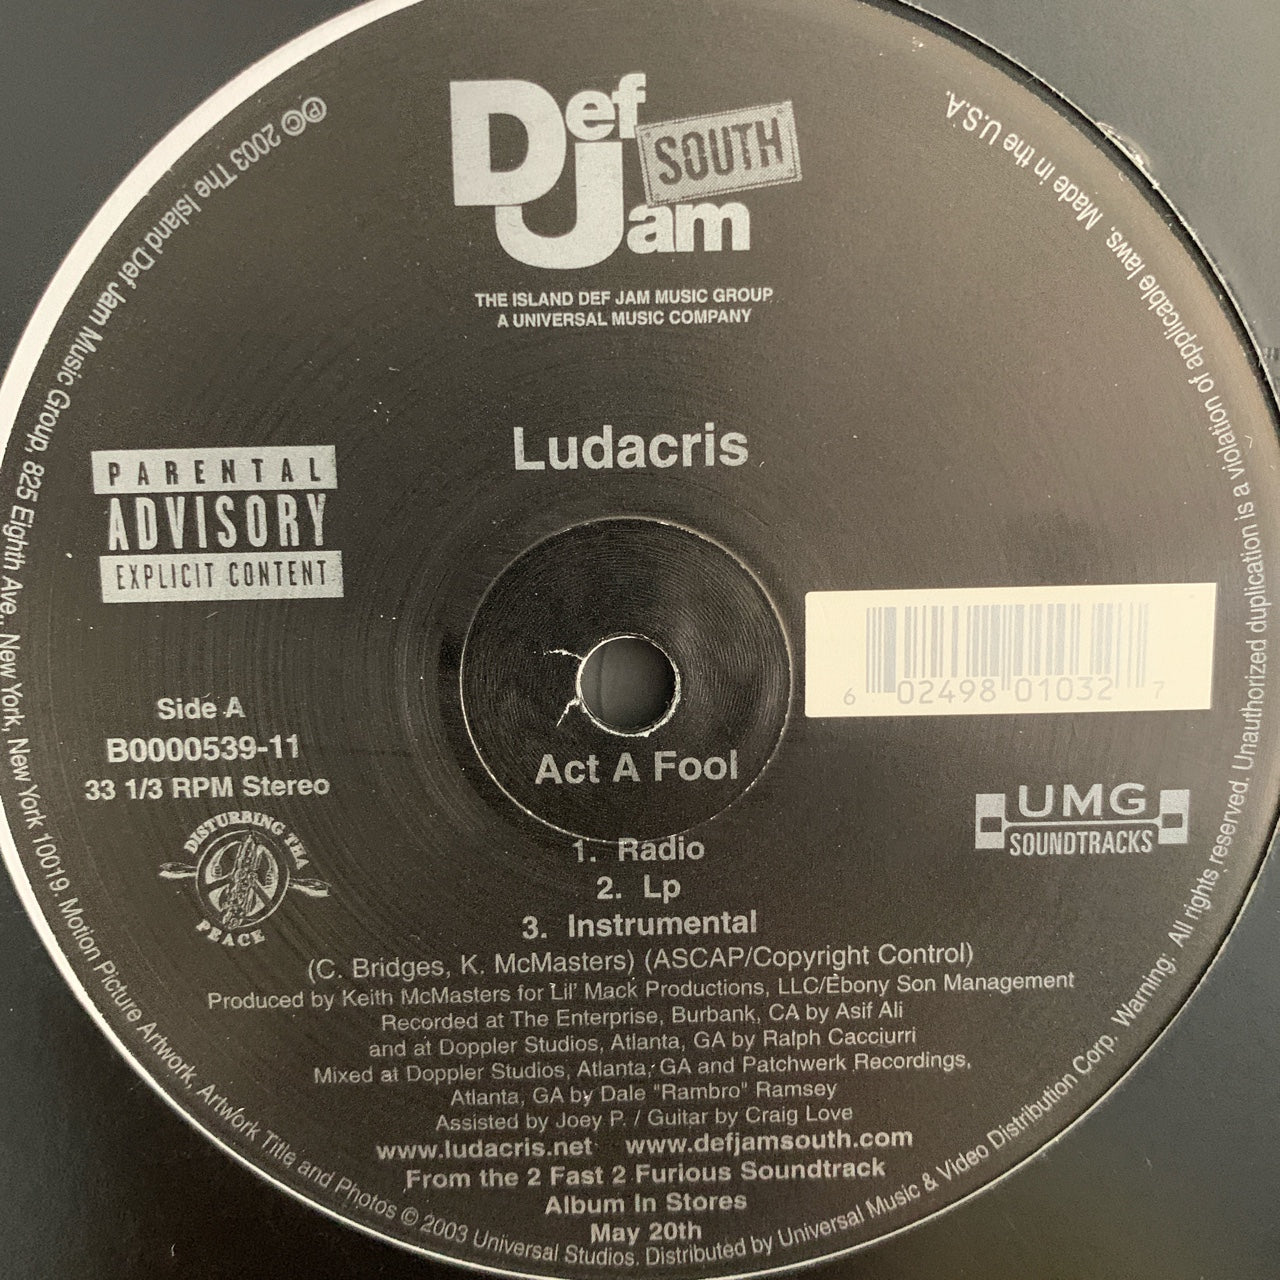 Def Jam
SOUTH
THE ISLAND DEF JAM MUSIC GROUP
A UNIVERSAL MUSIC COMPANY
Ludacris
PARENTAL
ADVISORY
EXPLICIT CONTENT
6 02498 01032 7
Side A
B0000539-11
33 1/3 RPM Stereo
DISTURBING THA
PEACE
UMG
SOUNDTRACKS
Act A Fool
1. Radio
2. Lp
3. Instrumental
(C. Bridges, K. McMasters) (ASCAP/Copyright Control)
Produced by Keith McMasters for Lil' Mack Productions, LLC/Ebony Son Management
Recorded at The Enterprise, Burbank, CA by Asif Ali
and at Doppler Studios, Atlanta, GA by Ralph Cacciurri
Mixed at Doppler Studios, Atlanta, GA and Patchwerk Recordings,
Atlanta, GA by Dale "Rambro" Ramsey
Assisted by Joey P. / Guitar by Craig Love
www.ludacris.net www.defjamsouth.com
From the 2 Fast 2 Furious Soundtrack
Album In Stores
May 20th
℗© 2003 The Island Def Jam Music Group, 825 Eighth Ave., New York, New York 10019. Motion Picture Artwork, Artwork Title and Photos © 2003 Universal Studios. Distributed by Universal Music & Video Distribution Corp. Warning: All rights reserved. Unauthorized duplication is a violation of applicable laws. Made in the U.S.A.